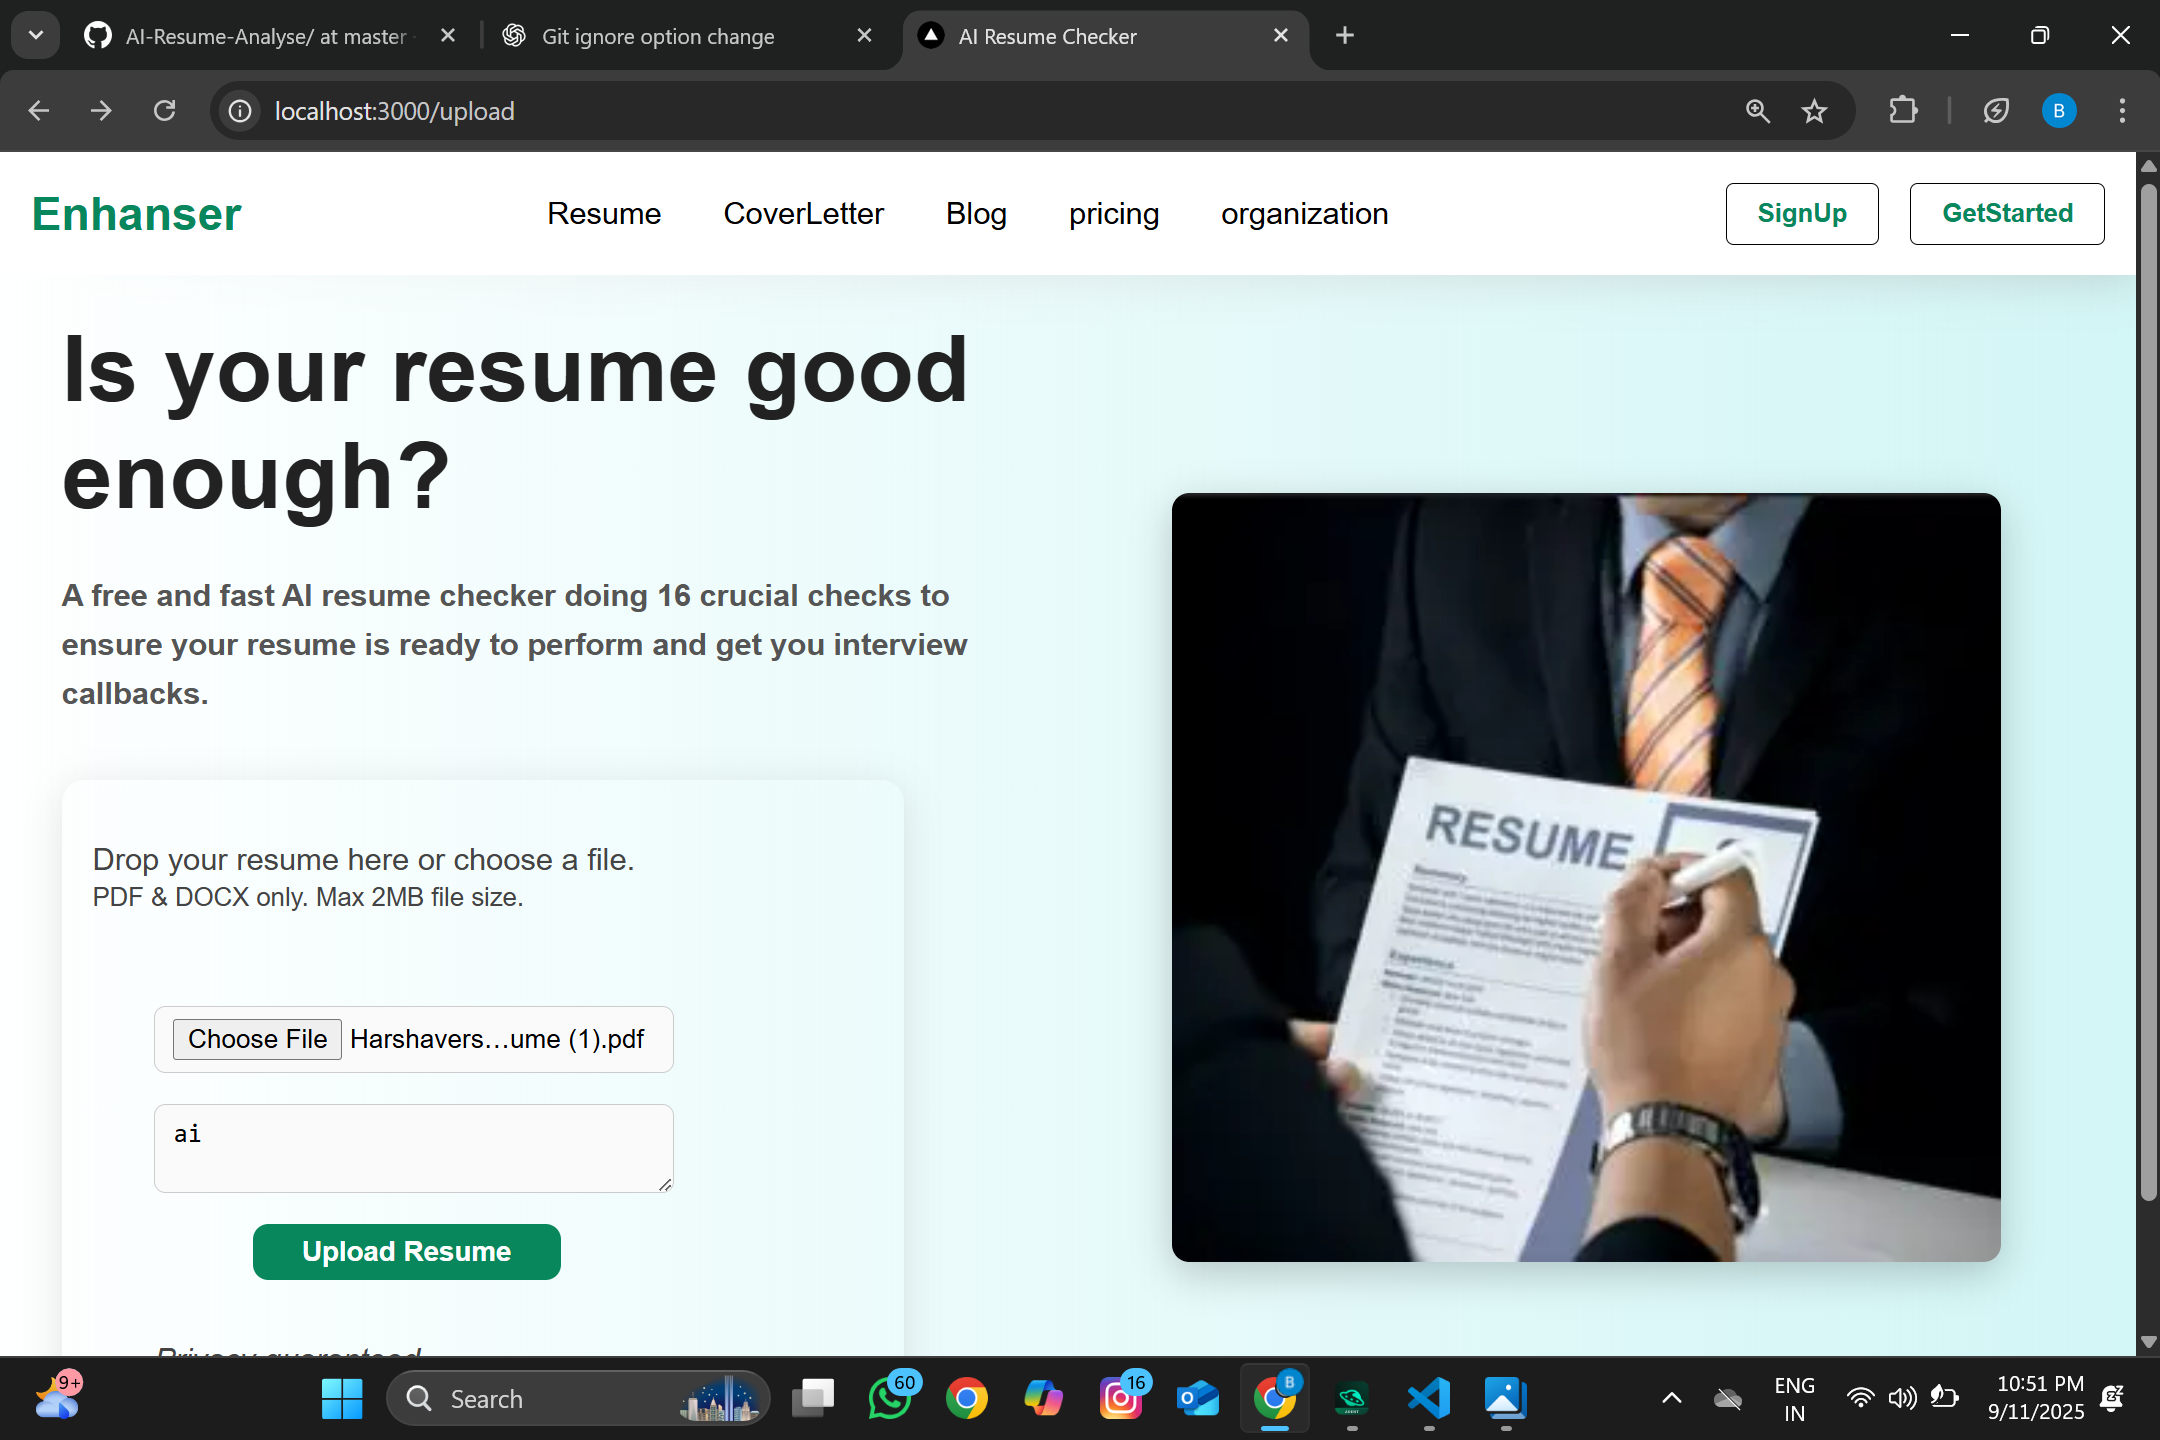 AI-Resume-Analyse/ at master
Git ignore option change
AI Resume Checker
localhost:3000/upload
B
Enhanser
Resume
CoverLetter
Blog
pricing
organization
SignUp
GetStarted
Is your resume good
enough?
A free and fast AI resume checker doing 16 crucial checks to
ensure your resume is ready to perform and get you interview
callbacks.
Drop your resume here or choose a file.
PDF & DOCX only. Max 2MB file size.
Choose File Harshavers...ume (1).pdf
ai
Upload Resume
Privacy guaranteed
RESUME
Summary
Experience
9+
Search
60
16
B
ENG
IN
10:51 PM
9/11/2025